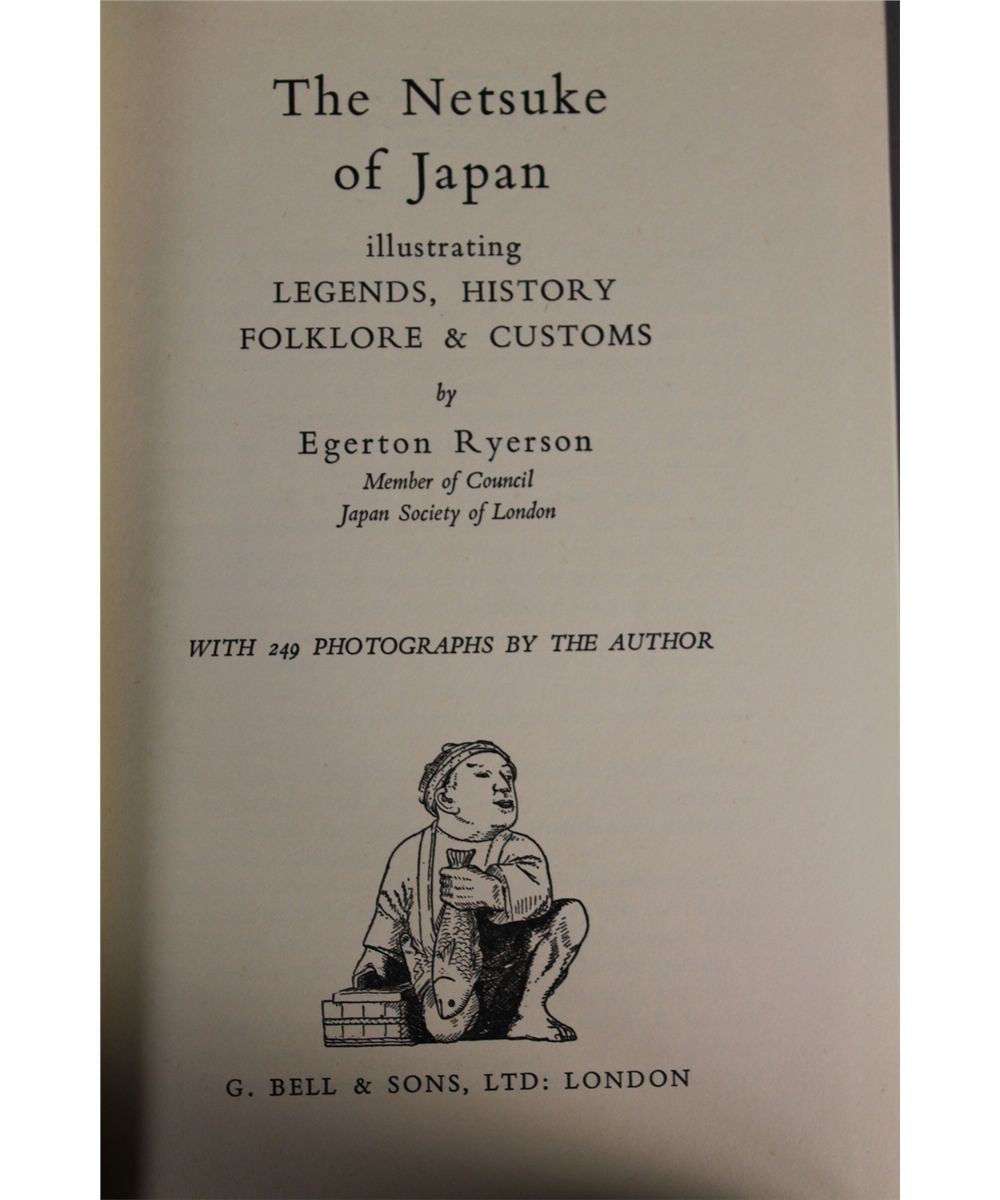 The Netsuke
of Japan
illustrating
LEGENDS, HISTORY
FOLKLORE & CUSTOMS
by
Egerton Ryerson
Member of Council
Japan Society of London
WITH 249 PHOTOGRAPHS BY THE AUTHOR
G. BELL & SONS, LTD: LONDON